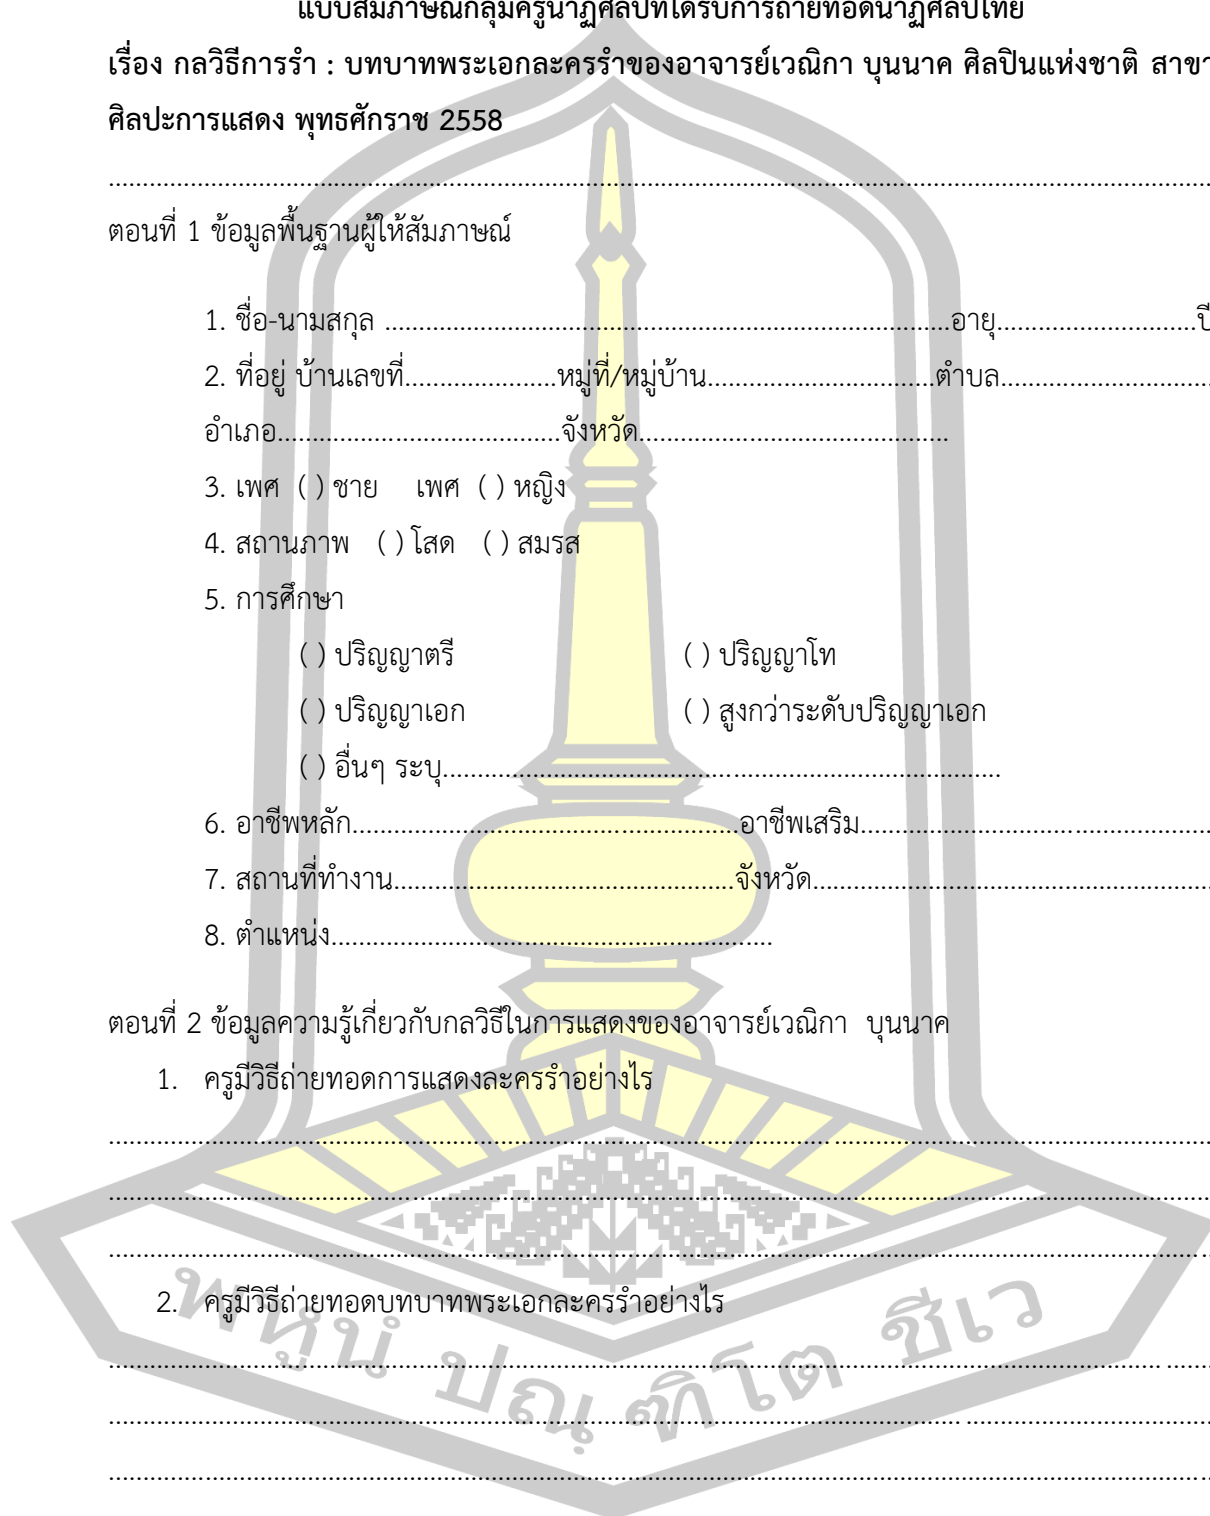 แบบสัมภาษณ์กลุ่มครูนาฏศิลป์ที่ได้รับการถ่ายทอดนาฏศิลป์ไทย
เรื่อง กลวิธีการรำ : บทบาทพระเอกละครรำของอาจารย์เวณิกา บุนนาค ศิลปินแห่งชาติ สาขา
ศิลปะการแสดง พุทธศักราช 2558
ตอนที่ 1 ข้อมูลพื้นฐานผู้ให้สัมภาษณ์
1. ชื่อ-นามสกุล ..........อายุ..........ปี
2. ที่อยู่ บ้านเลขที่..........หมู่ที่/หมู่บ้าน..........ตำบล..........
อำเภอ..........จังหวัด..........
3. เพศ ( ) ชาย เพศ ( ) หญิง
4. สถานภาพ ( ) โสด ( ) สมรส
5. การศึกษา
( ) ปริญญาตรี ( ) ปริญญาโท
( ) ปริญญาเอก ( ) สูงกว่าระดับปริญญาเอก
( ) อื่นๆ ระบุ..........
6. อาชีพหลัก..........อาชีพเสริม..........
7. สถานที่ทำงาน..........จังหวัด..........
8. ตำแหน่ง..........
ตอนที่ 2 ข้อมูลความรู้เกี่ยวกับกลวิธีในการแสดงของอาจารย์เวณิกา บุนนาค
1. ครูมีวิธีถ่ายทอดการแสดงละครรำอย่างไร
2. ครูมีวิธีถ่ายทอดบทบาทพระเอกละครรำอย่างไร
พหูนํ ปณฺฑิโต ชีเว